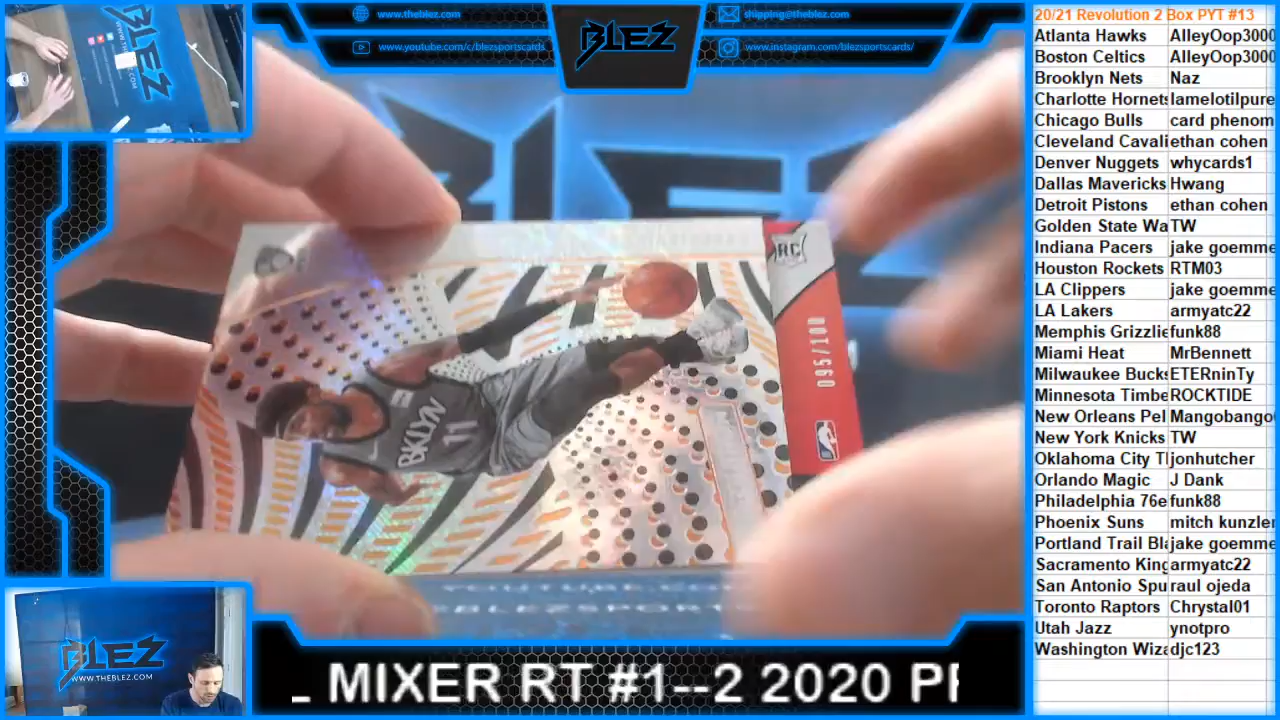 www.theblez.com
shipping@theblez.com
www.youtube.com/c/blezsportscards
www.instagram.com/blezsportscards/
BLEZ
20/21 Revolution 2 Box PYT #13
Atlanta Hawks AlleyOop3000
Boston Celtics AlleyOop3000
Brooklyn Nets Naz
Charlotte Hornets lamelotilpure
Chicago Bulls card phenom
Cleveland Cavali ethan cohen
Denver Nuggets whycards1
Dallas Mavericks Hwang
Detroit Pistons ethan cohen
Golden State Wa TW
Indiana Pacers jake goemme
Houston Rockets RTM03
LA Clippers jake goemme
LA Lakers armyatc22
Memphis Grizzlie funk88
Miami Heat MrBennett
Milwaukee Bucks ETERninTy
Minnesota Timbe ROCKTIDE
New Orleans Pel Mangobango
New York Knicks TW
Oklahoma City T jonhutcher
Orlando Magic J Dank
Philadelphia 76e funk88
Phoenix Suns mitch kunzler
Portland Trail Bla jake goemme
Sacramento King armyatc22
San Antonio Spu raul ojeda
Toronto Raptors Chrystal01
Utah Jazz ynotpro
Washington Wiza djc123
BLEZ
WWW.THEBLEZ.COM
RC
095/100
BKLYN
11
BLEZSPORT
BLEZ
WWW.THEBLEZ.COM
MIXER RT #1--2 2020